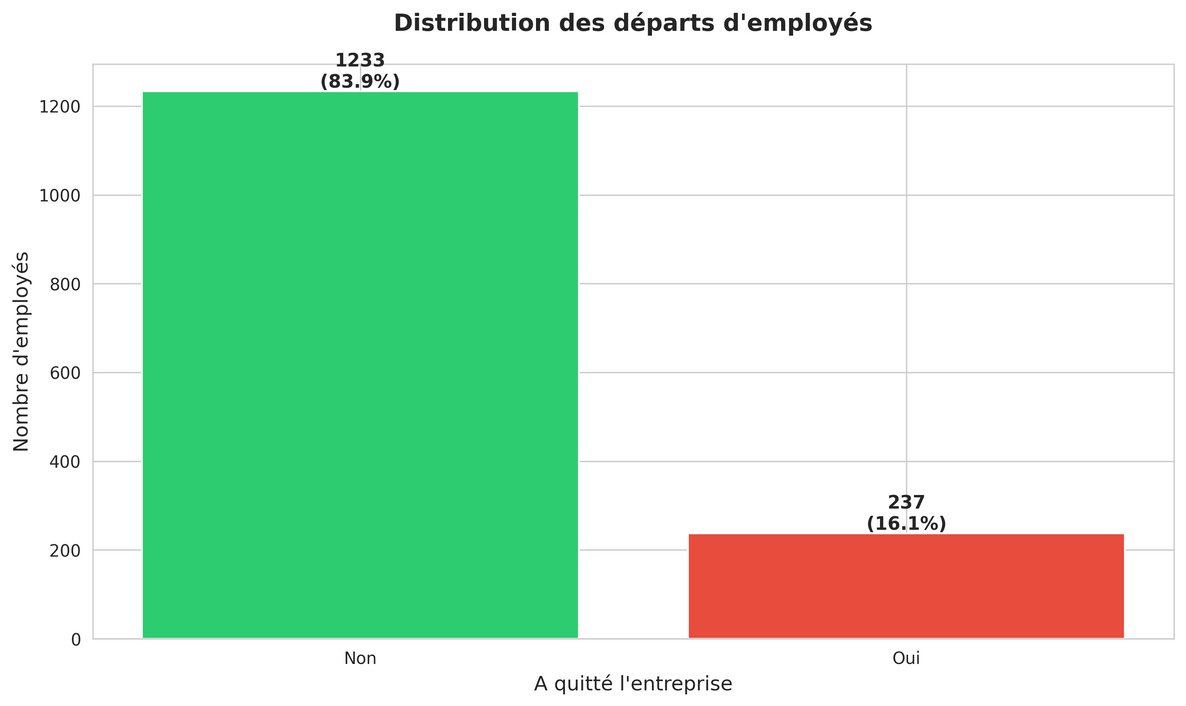 Distribution des départs d'employés
1233
(83.9%)
1200
1000
800
600
400
200
0
Nombre d'employés
237
(16.1%)
Non
Oui
A quitté l'entreprise